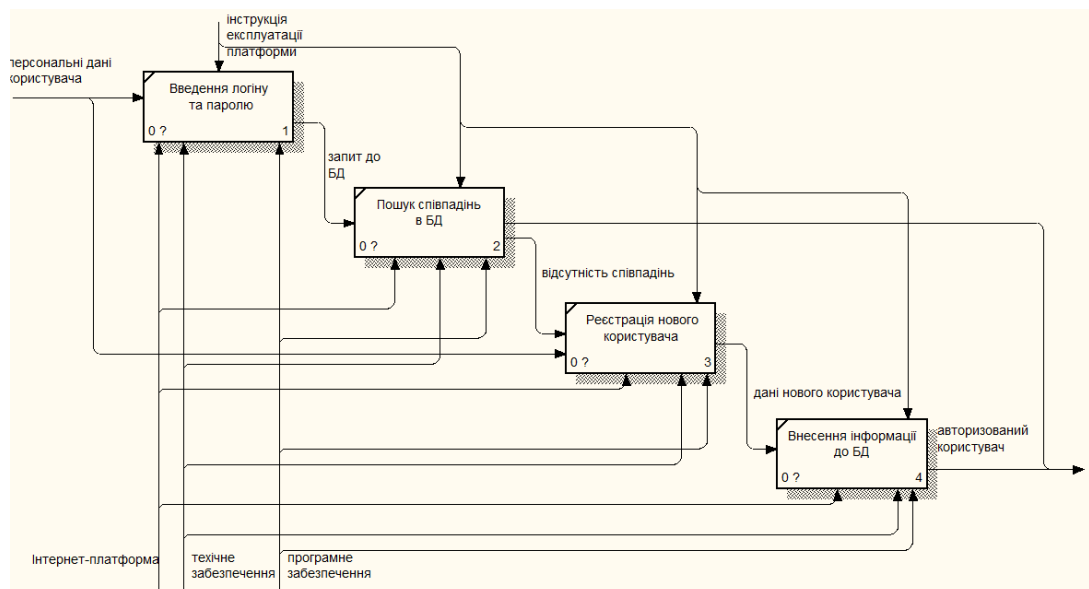 інструкція
експлуатації
платформи
персональні дані
користувача
Введення логіну
та паролю
0 ?
1
запит до
БД
Пошук співпадінь
в БД
0 ?
2
відсутність співпадінь
Реєстрація нового
користувача
0 ?
3
дані нового користувача
Внесення інформації
до БД
0 ?
4
авторизований
користувач
Інтернет-платформа
техічне
забезпечення
програмне
забезпечення